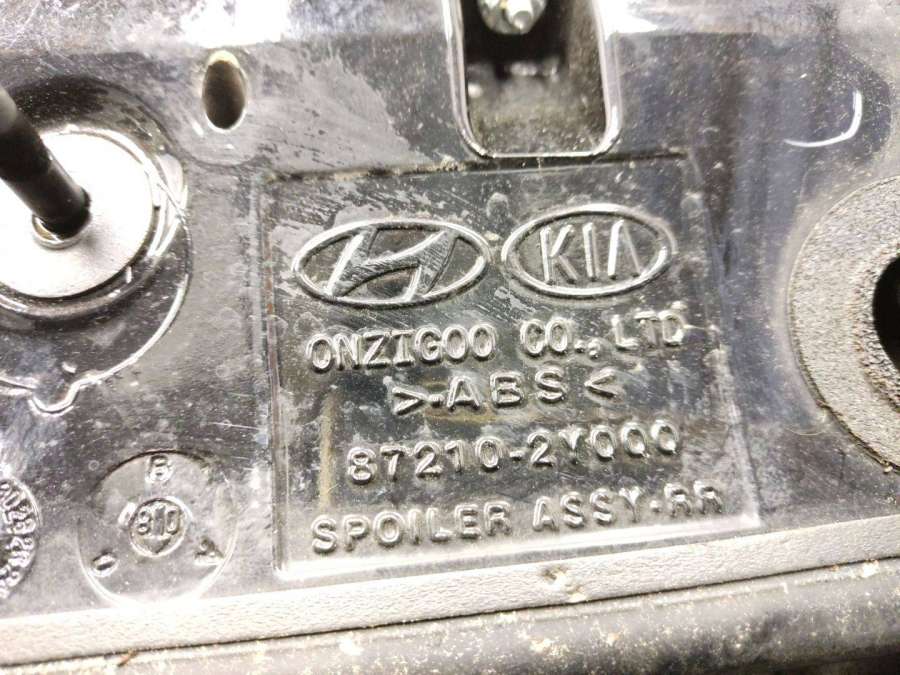 KIA
ONZIGOO CO., LTD
>·ABS<
87210-2Y000
SPOILER ASSY-RR
B
810
U
A